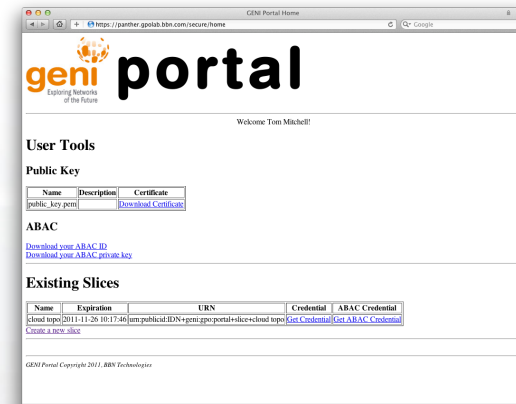 GENI Portal Home
https://panther.gpolab.bbn.com/secure/home
Google
geni portal
Exploring Networks
of the Future
Welcome Tom Mitchell!
User Tools
Public Key
Name Description Certificate
public_key.pem Download Certificate
ABAC
Download your ABAC ID
Download your ABAC private key
Existing Slices
Name Expiration URN Credential ABAC Credential
cloud topo 2011-11-26 10:17:46 urn:publicid:IDN+geni:gpo:portal+slice+cloud topo Get Credential Get ABAC Credential
Create a new slice
GENI Portal Copyright 2011, BBN Technologies